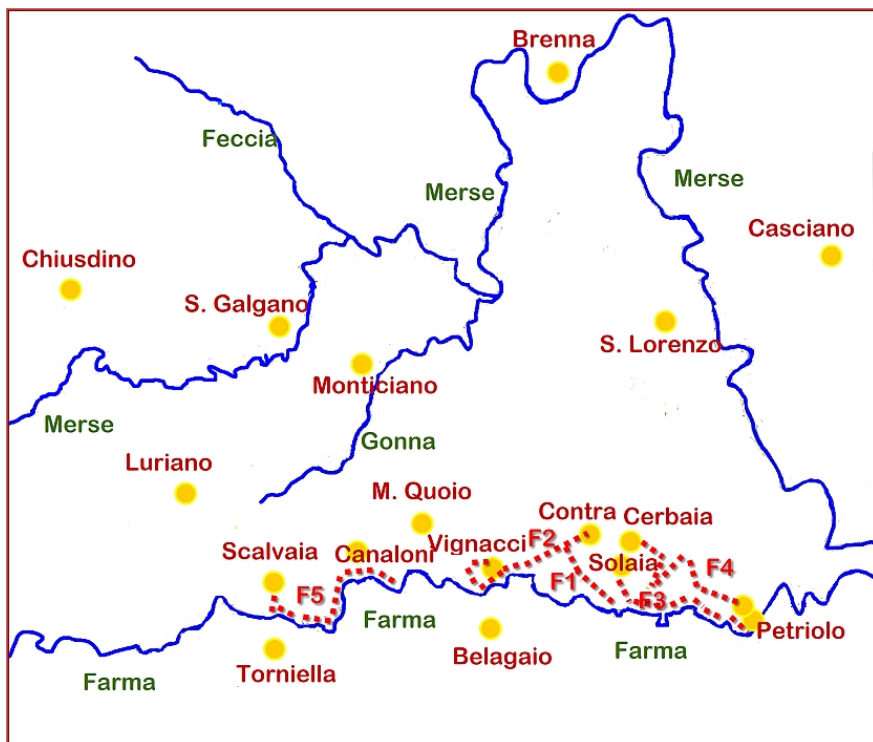 Brenna
Feccia
Merse
Merse
Casciano
Chiusdino
S. Galgano
S. Lorenzo
Monticiano
Merse
Gonna
Luriano
M. Quoio
Contra
Cerbaia
Vignacci
F2
Scalvaia
Canaloni
Solaia
F4
F1
F5
F3
Farma
Petriolo
Belagaio
Farma
Torniella
Farma